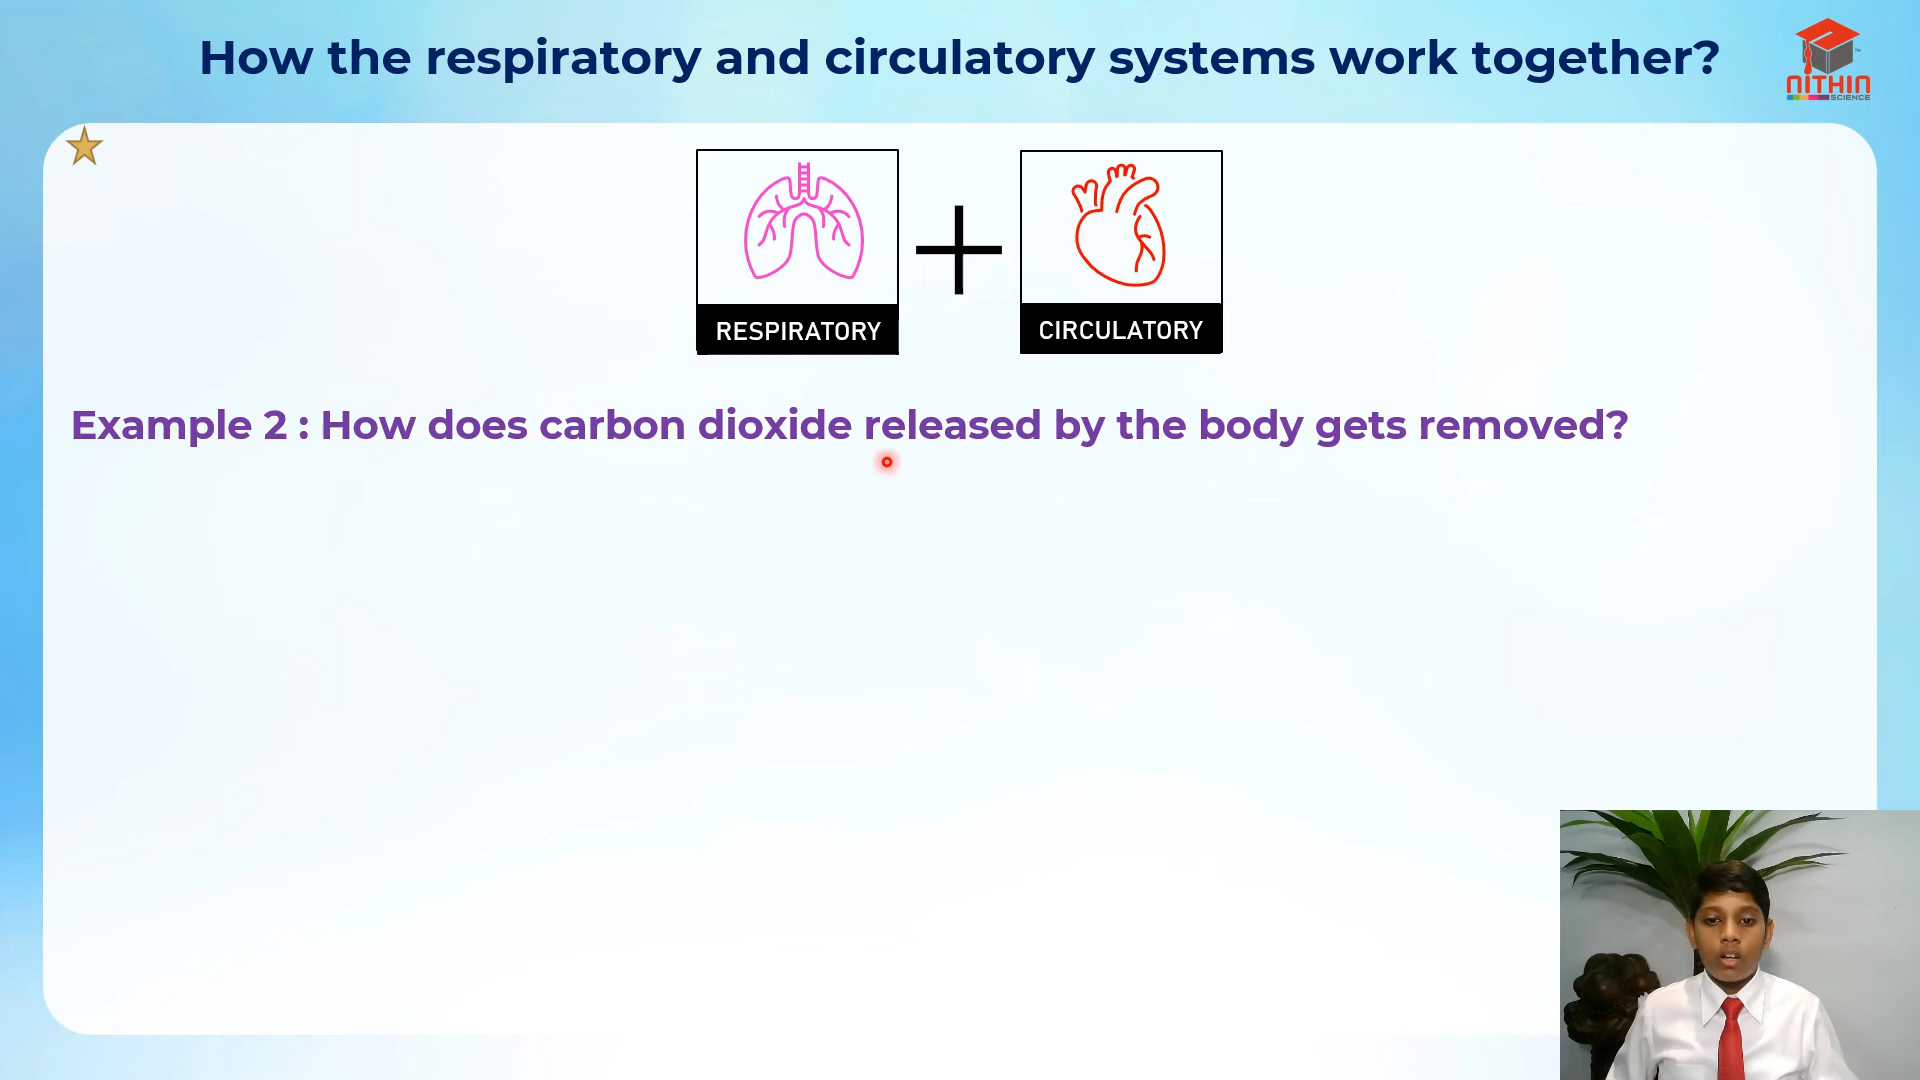 How the respiratory and circulatory systems work together?
NITHIN
SCIENCE
RESPIRATORY
CIRCULATORY
Example 2 : How does carbon dioxide released by the body gets removed?